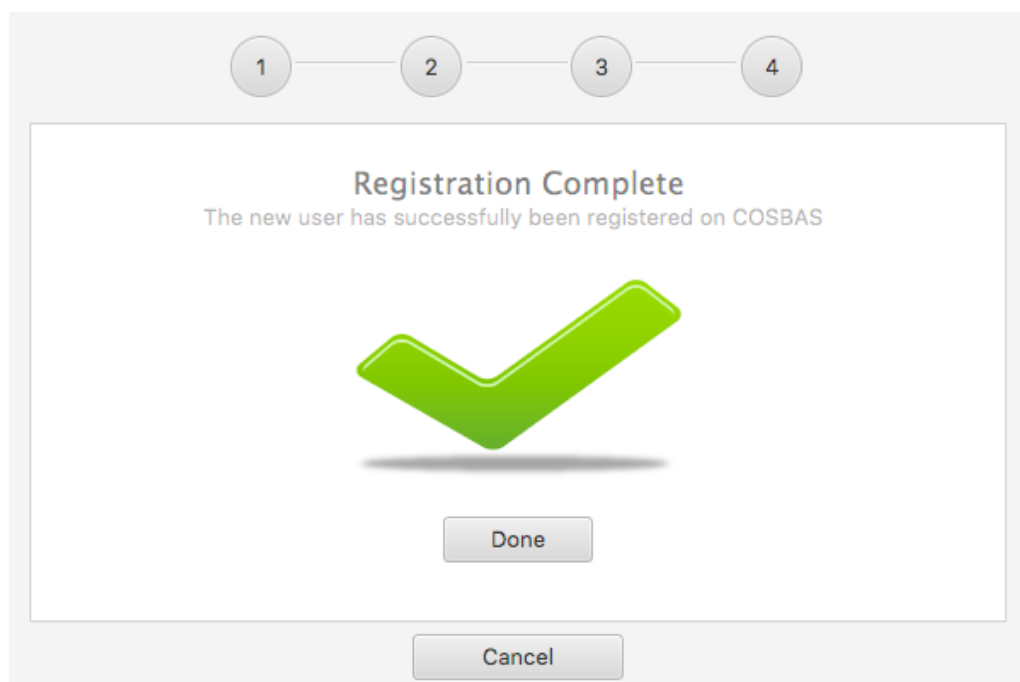 1 2 3 4
Registration Complete
The new user has successfully been registered on COSBAS
Done
Cancel